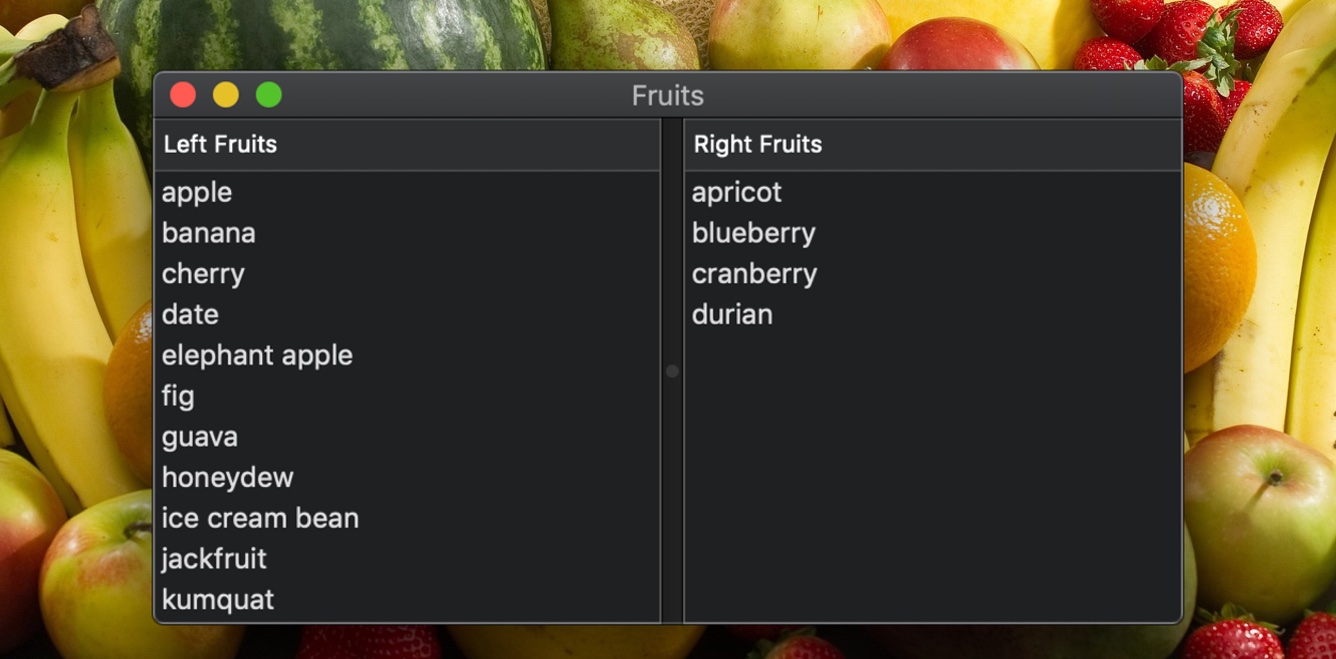 Fruits
Left Fruits
apple
banana
cherry
date
elephant apple
fig
guava
honeydew
ice cream bean
jackfruit
kumquat
Right Fruits
apricot
blueberry
cranberry
durian